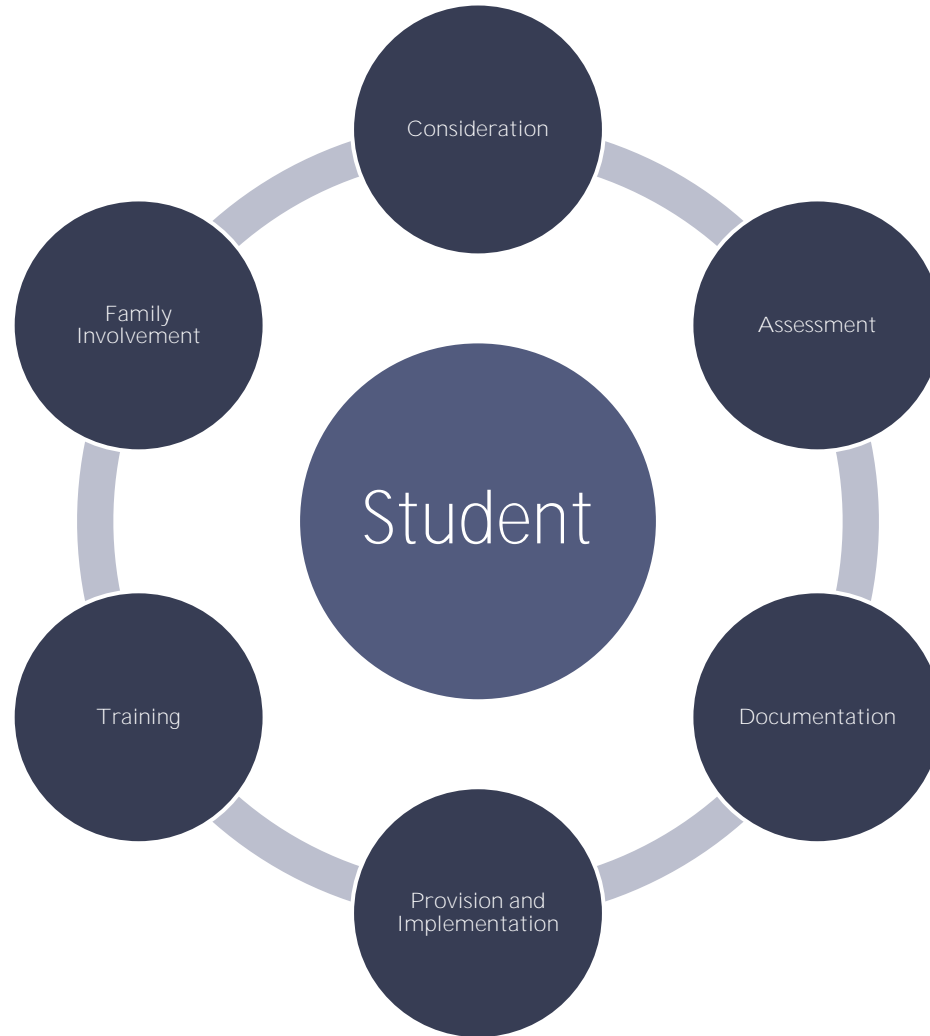 Consideration
Assessment
Documentation
Provision and
Implementation
Training
Family
Involvement
Student